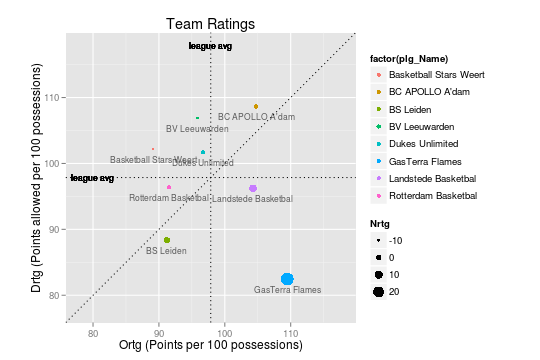 Team Ratings
league avg
factor(plg_Name)
Basketball Stars Weert
BC APOLLO A'dam
BS Leiden
BV Leeuwarden
Dukes Unlimited
GasTerra Flames
Landstede Basketbal
Rotterdam Basketbal
Nrtg
-10
0
10
20
Drtg (Points allowed per 100 possessions)
110
100
90
80
BC APOLLO A'dam
BV Leeuwarden
Basketball Stars Weert
Dukes Unlimited
league avg
Rotterdam Basketbal
Landstede Basketbal
BS Leiden
GasTerra Flames
80
90
100
110
Ortg (Points per 100 possessions)